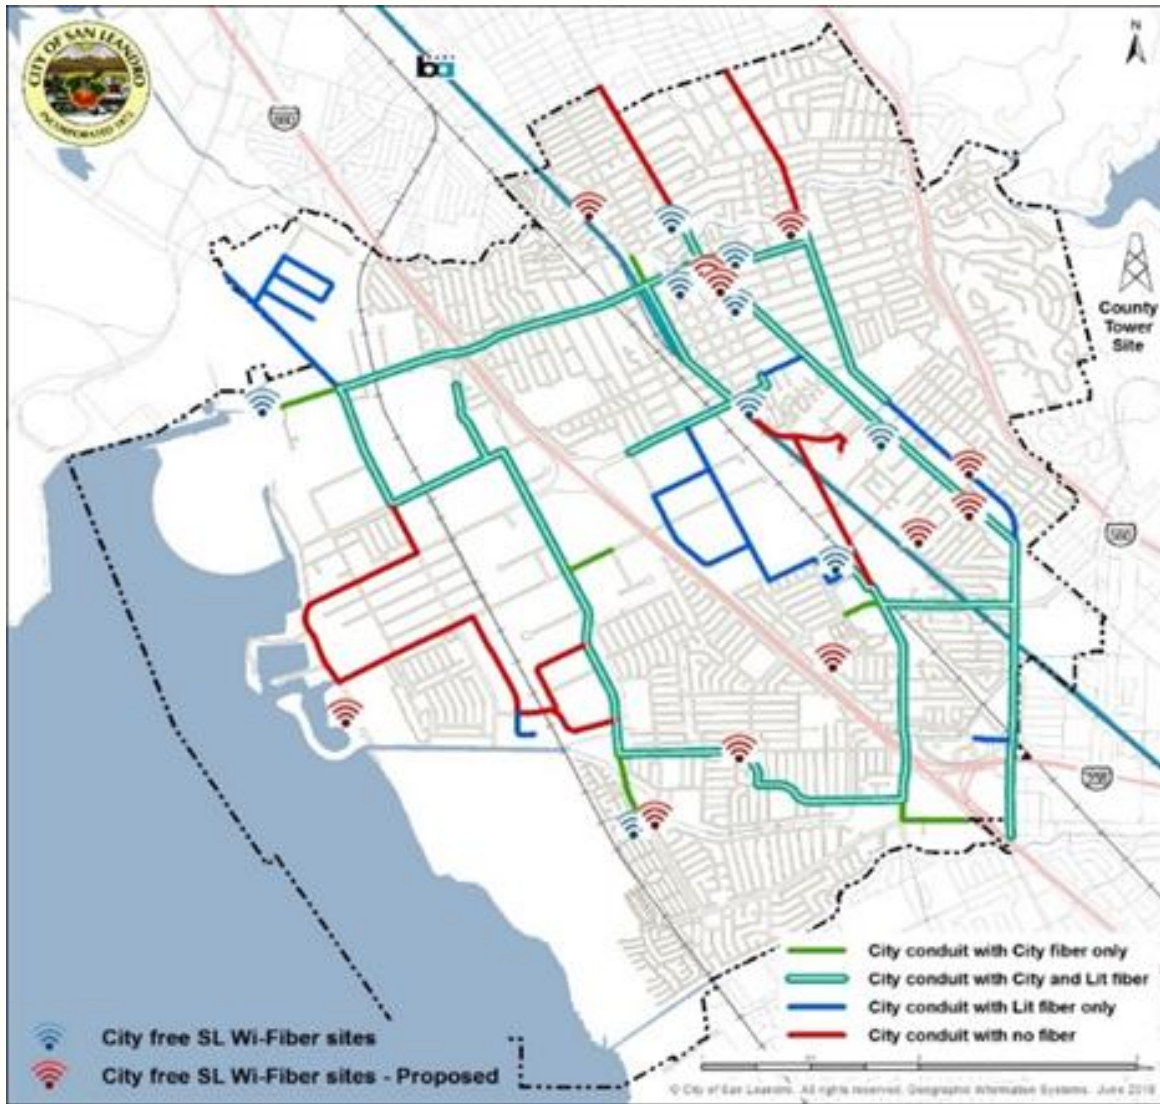 CITY OF SAN LEANDRO
INCORPORATED 1872
BART
ba
N
880
County
Tower
Site
580
238
City conduit with City fiber only
City conduit with City and Lit fiber
City conduit with Lit fiber only
City conduit with no fiber
City free SL Wi-Fiber sites
City free SL Wi-Fiber sites - Proposed
© City of San Leandro. All rights reserved. Geographic Information Systems. June 2018